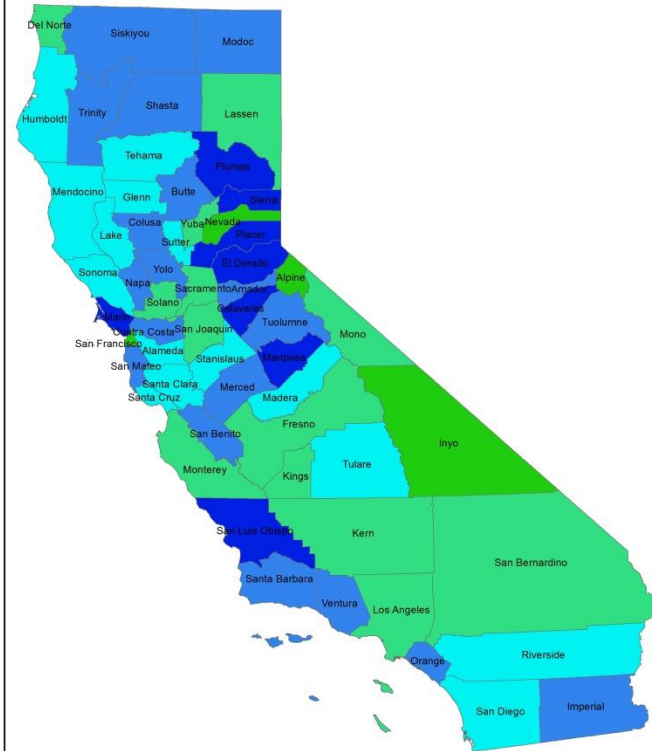 Del Norte
Siskiyou
Modoc
Humboldt
Trinity
Shasta
Lassen
Tehama
Plumas
Mendocino
Glenn
Butte
Sierra
Colusa
Yuba
Nevada
Lake
Sutter
Placer
Sonoma
Yolo
El Dorado
Napa
Sacramento
Amador
Alpine
Solano
Marin
Calaveras
Tuolumne
Mono
Contra Costa
San Joaquin
San Francisco
Alameda
Stanislaus
Mariposa
San Mateo
Santa Clara
Merced
Madera
Santa Cruz
Fresno
San Benito
Inyo
Monterey
Kings
Tulare
San Luis Obispo
Kern
San Bernardino
Santa Barbara
Ventura
Los Angeles
Orange
Riverside
San Diego
Imperial